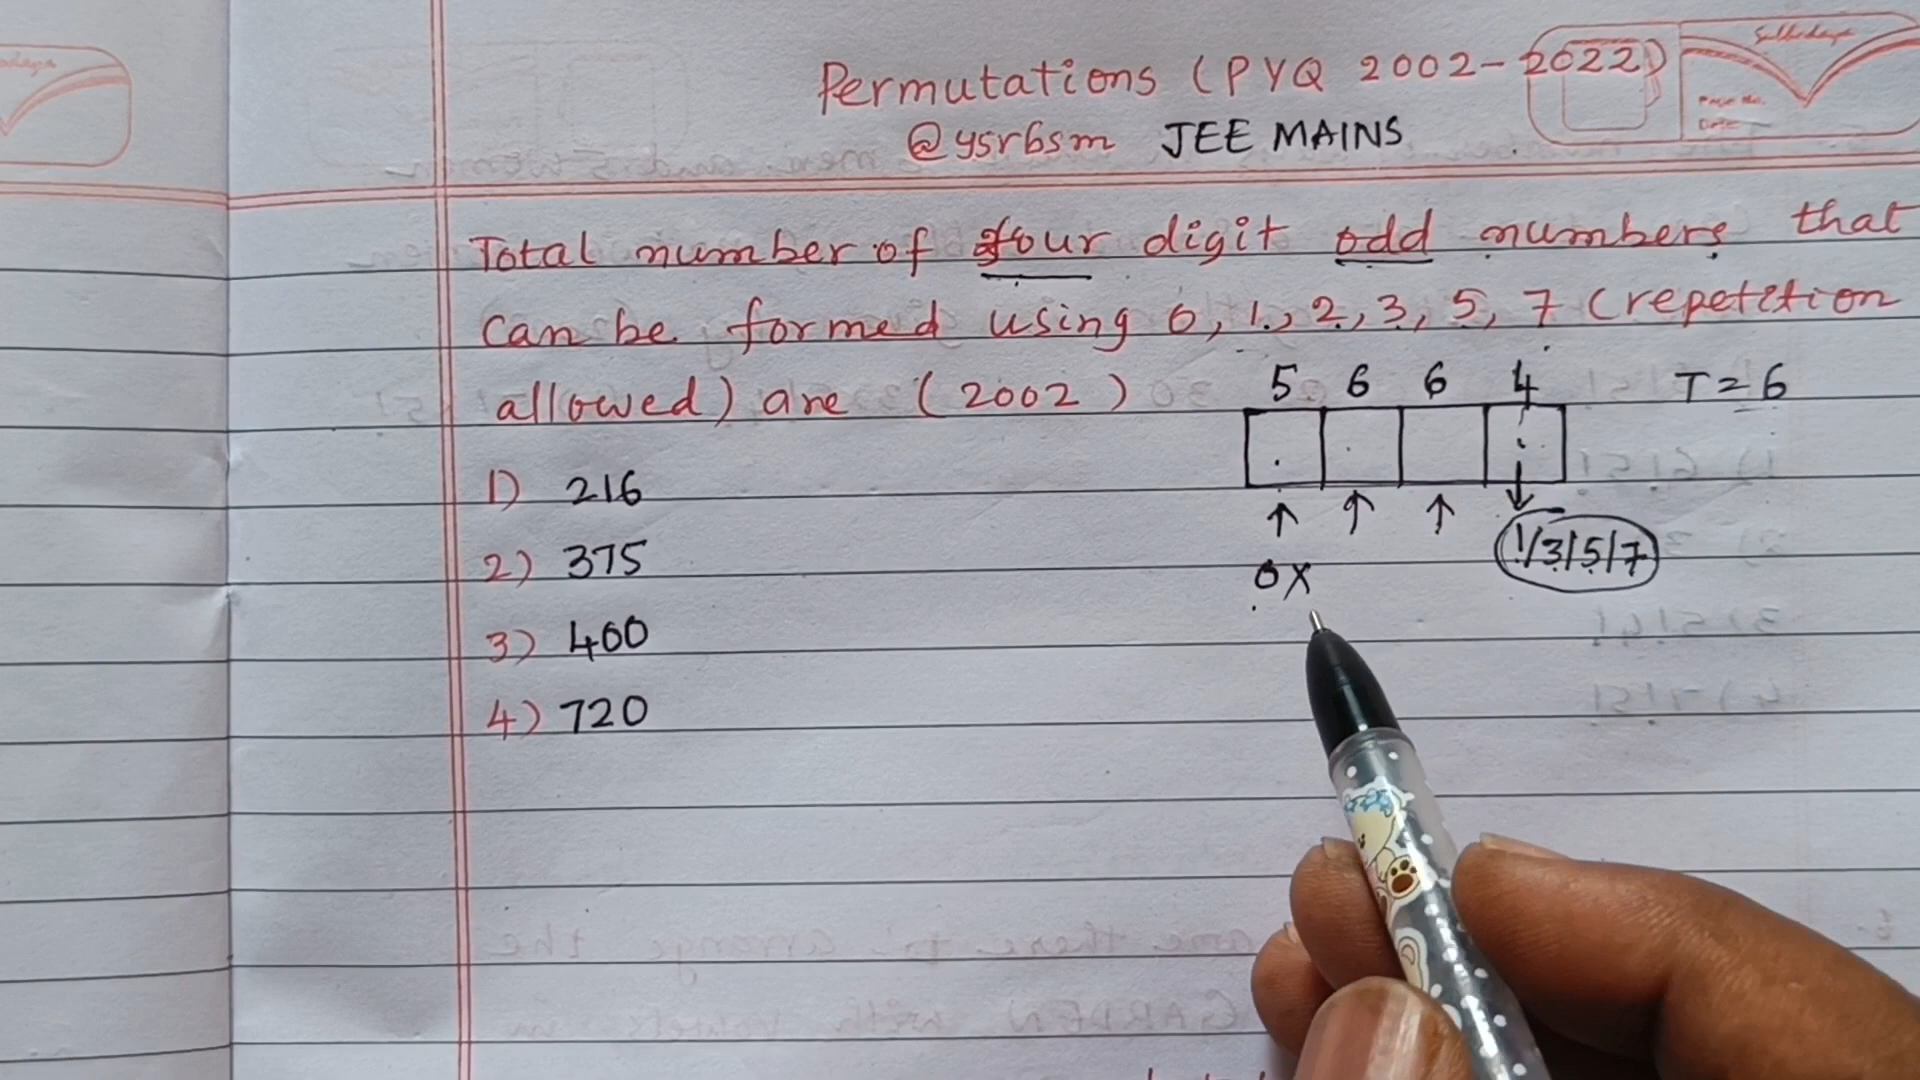 Permutations (PYQ 2002-2022)
@ysrbsm JEE MAINS
Total number of four digit odd numbers that
can be formed using 0, 1, 2, 3, 5, 7 (repetition
allowed) are (2002)
5 6 6 4 T = 6
1/3/5/7
0x
1) 216
2) 375
3) 400
4) 720